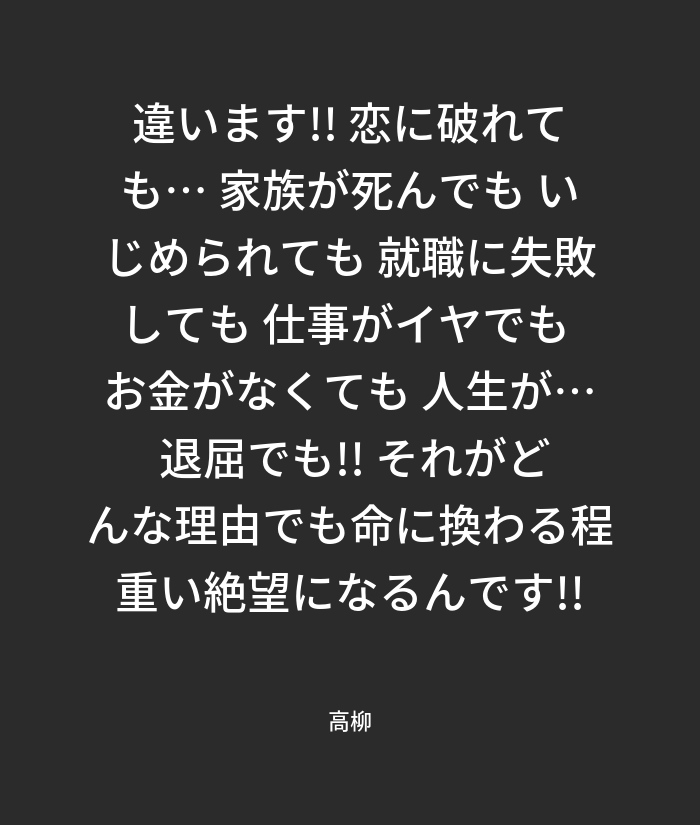 違います!! 恋に破れて
も… 家族が死んでも い
じめられても 就職に失敗
しても 仕事がイヤでも
お金がなくても 人生が…
退屈でも!! それがど
んな理由でも命に換わる程
重い絶望になるんです!!
高柳